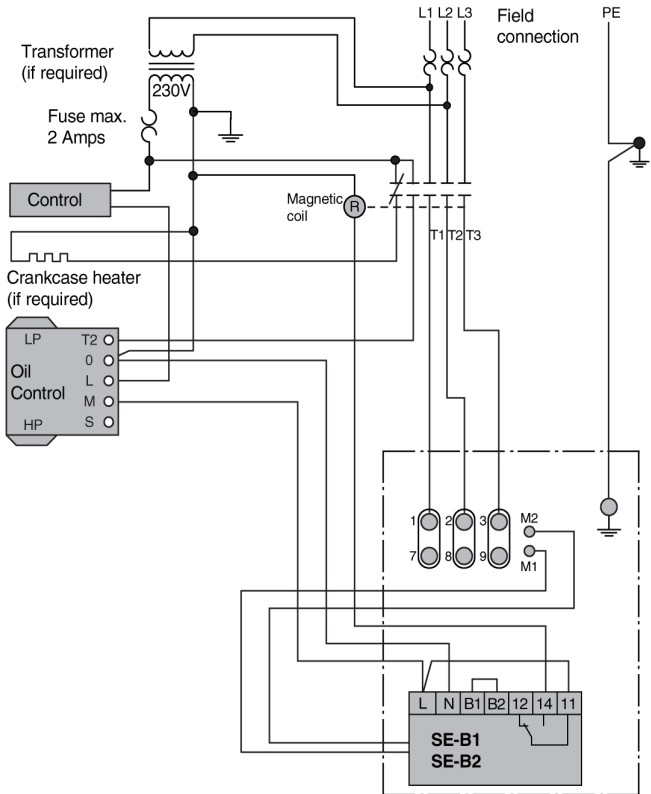 L1 L2 L3
Field
connection
PE
Transformer
(if required)
230V
Fuse max.
2 Amps
Control
Magnetic
coil
R
T1 T2 T3
Crankcase heater
(if required)
LP
T2
0
Oil
Control
L
M
HP
S
1 2 3
M2
7 8 9
M1
L N B1 B2 12 14 11
SE-B1
SE-B2